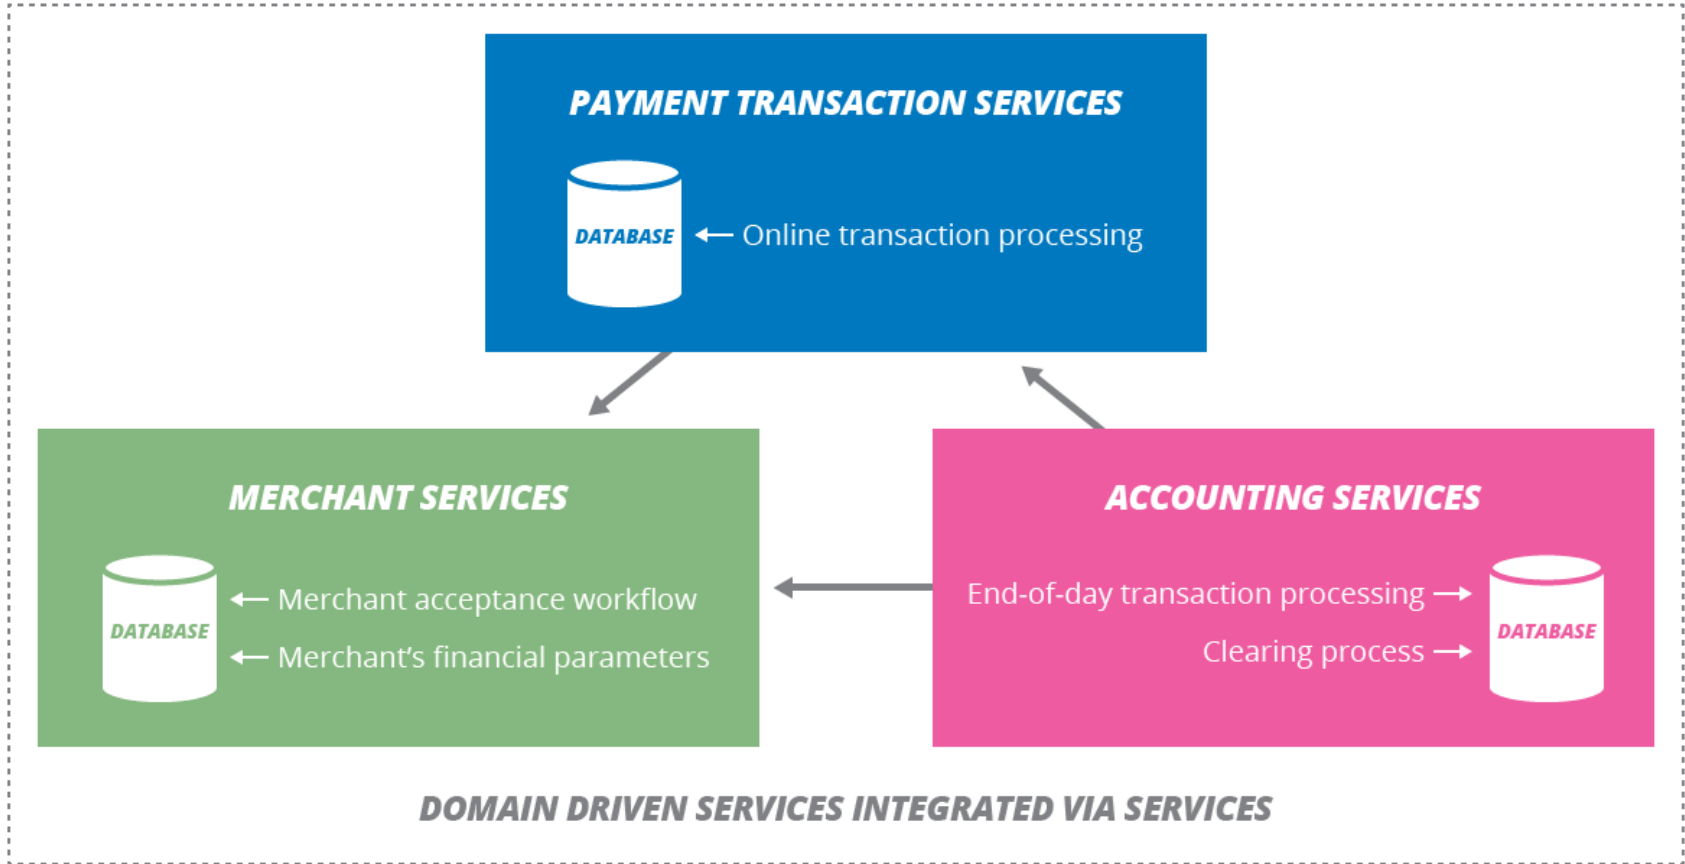 PAYMENT TRANSACTION SERVICES
DATABASE
Online transaction processing
MERCHANT SERVICES
DATABASE
Merchant acceptance workflow
Merchant’s financial parameters
ACCOUNTING SERVICES
End-of-day transaction processing
Clearing process
DATABASE
DOMAIN DRIVEN SERVICES INTEGRATED VIA SERVICES